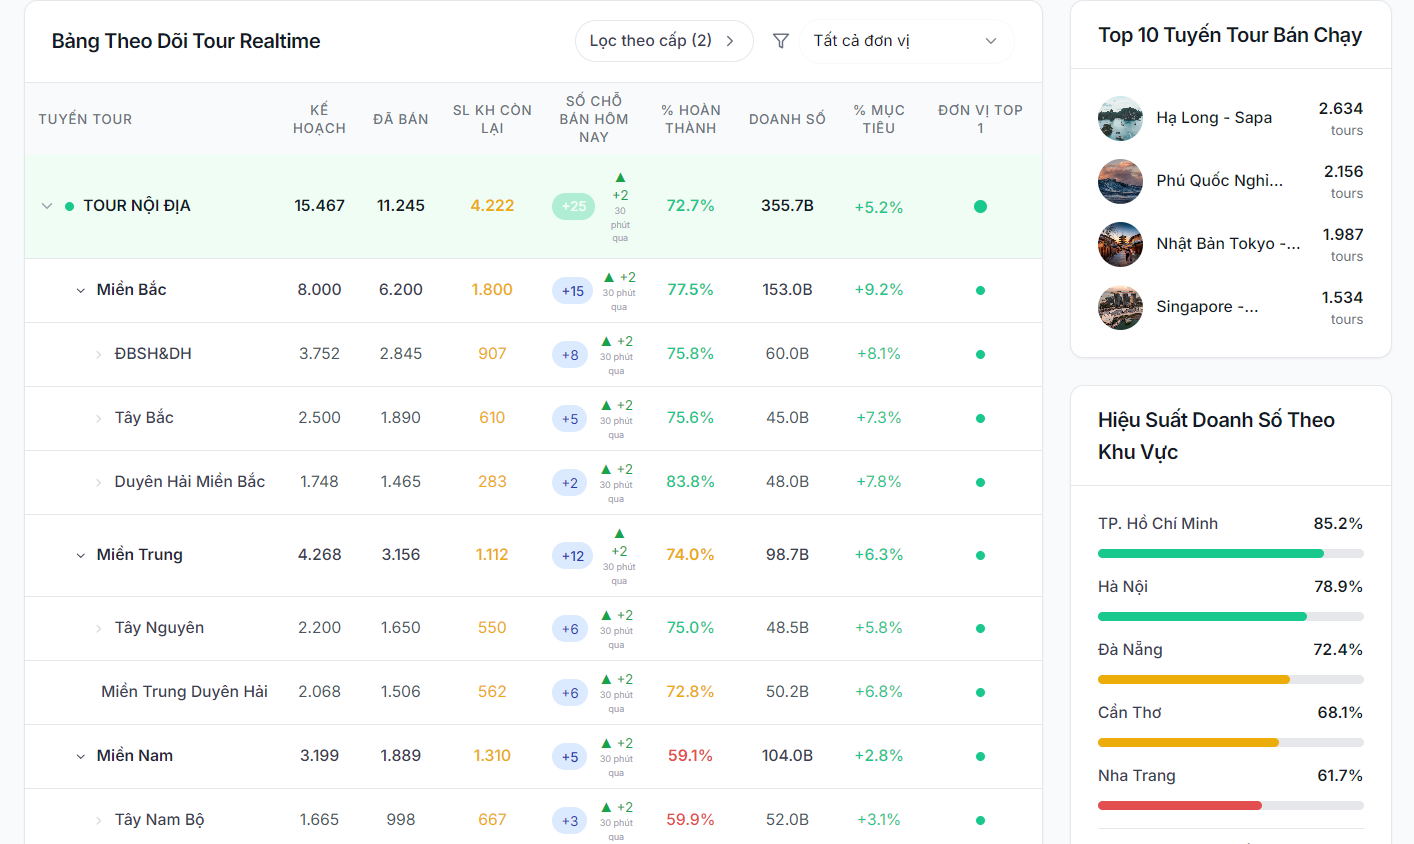 Bảng Theo Dõi Tour Realtime
Lọc theo cấp (2)
Tất cả đơn vị
TUYẾN TOUR
KẾ HOẠCH
ĐÃ BÁN
SL KH CÒN LẠI
SỐ CHỖ BÁN HÔM NAY
% HOÀN THÀNH
DOANH SỐ
% MỤC TIÊU
ĐƠN VỊ TOP 1
TOUR NỘI ĐỊA 15.467 11.245 4.222 +25 ▲ +2 30 phút qua 72.7% 355.7B +5.2%
Miền Bắc 8.000 6.200 1.800 +15 ▲ +2 30 phút qua 77.5% 153.0B +9.2%
ĐBSH&DH 3.752 2.845 907 +8 ▲ +2 30 phút qua 75.8% 60.0B +8.1%
Tây Bắc 2.500 1.890 610 +5 ▲ +2 30 phút qua 75.6% 45.0B +7.3%
Duyên Hải Miền Bắc 1.748 1.465 283 +2 ▲ +2 30 phút qua 83.8% 48.0B +7.8%
Miền Trung 4.268 3.156 1.112 +12 ▲ +2 30 phút qua 74.0% 98.7B +6.3%
Tây Nguyên 2.200 1.650 550 +6 ▲ +2 30 phút qua 75.0% 48.5B +5.8%
Miền Trung Duyên Hải 2.068 1.506 562 +6 ▲ +2 30 phút qua 72.8% 50.2B +6.8%
Miền Nam 3.199 1.889 1.310 +5 ▲ +2 30 phút qua 59.1% 104.0B +2.8%
Tây Nam Bộ 1.665 998 667 +3 ▲ +2 30 phút qua 59.9% 52.0B +3.1%
Top 10 Tuyến Tour Bán Chạy
Hạ Long - Sapa 2.634 tours
Phú Quốc Nghỉ... 2.156 tours
Nhật Bản Tokyo -... 1.987 tours
Singapore -... 1.534 tours
Hiệu Suất Doanh Số Theo
Khu Vực
TP. Hồ Chí Minh 85.2%
Hà Nội 78.9%
Đà Nẵng 72.4%
Cần Thơ 68.1%
Nha Trang 61.7%